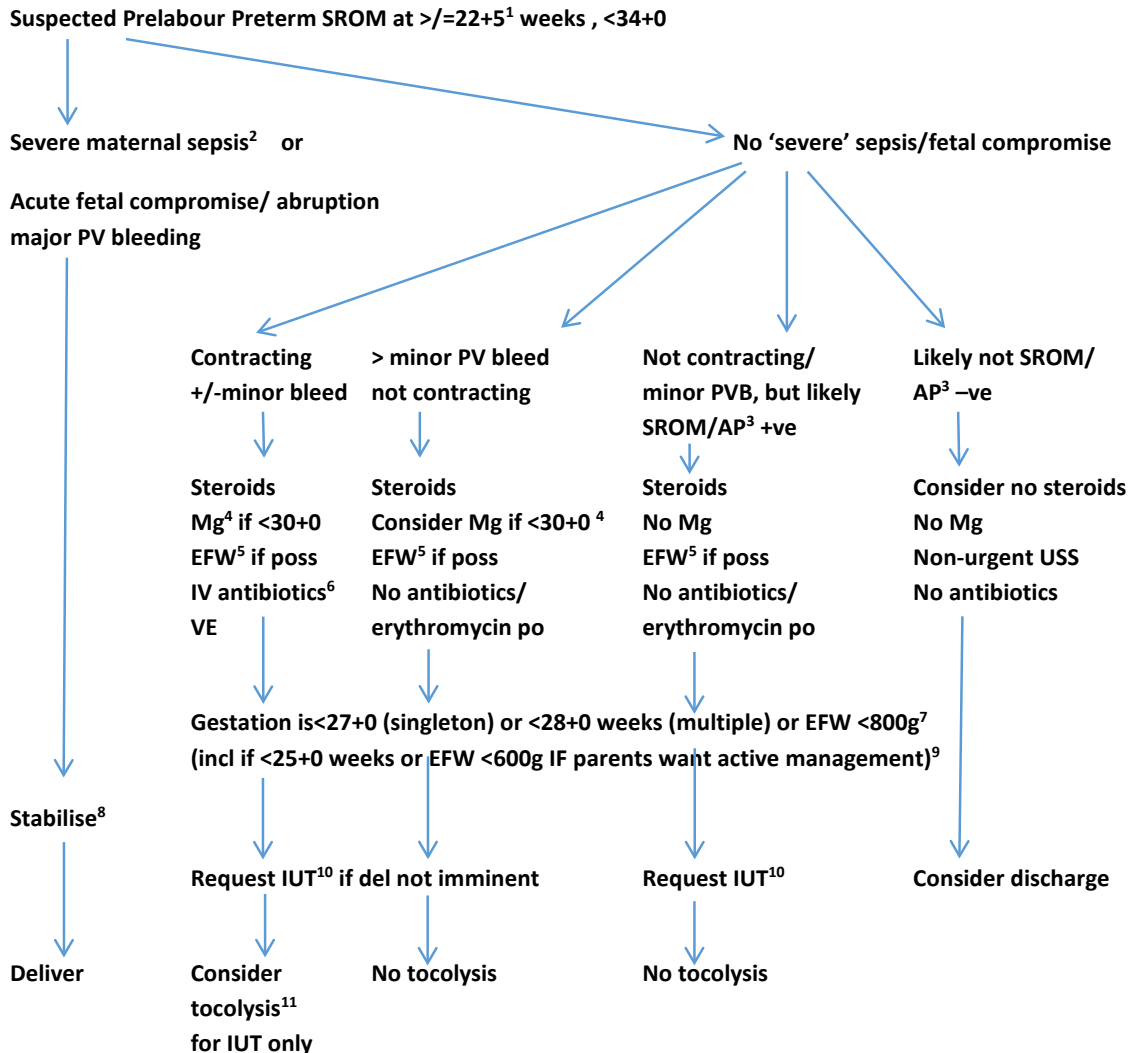 Suspected Prelabour Preterm SROM at >/=22+5¹ weeks , <34+0
Severe maternal sepsis² or
Acute fetal compromise/ abruption
major PV bleeding
No ‘severe’ sepsis/fetal compromise
Contracting
+/-minor bleed
> minor PV bleed
not contracting
Not contracting/
minor PVB, but likely
SROM/AP³ +ve
Likely not SROM/
AP³ –ve
Steroids
Mg⁴ if <30+0
EFW⁵ if poss
IV antibiotics⁶
VE
Steroids
Consider Mg if <30+0 ⁴
EFW⁵ if poss
No antibiotics/
erythromycin po
Steroids
No Mg
EFW⁵ if poss
No antibiotics/
erythromycin po
Consider no steroids
No Mg
Non-urgent USS
No antibiotics
Gestation is<27+0 (singleton) or <28+0 weeks (multiple) or EFW <800g⁷
(incl if <25+0 weeks or EFW <600g IF parents want active management)⁹
Stabilise⁸
Request IUT¹⁰ if del not imminent
Request IUT¹⁰
Consider discharge
Deliver
Consider
tocolysis¹¹
for IUT only
No tocolysis
No tocolysis